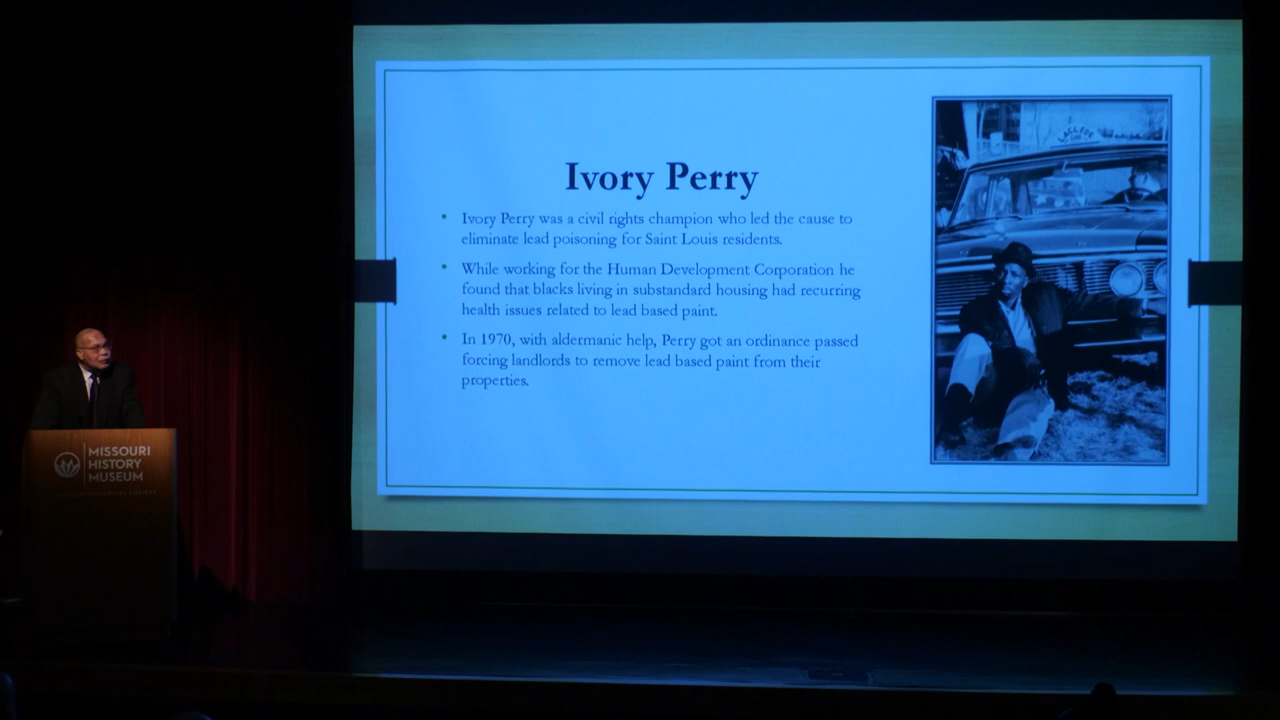 Ivory Perry
• Ivory Perry was a civil rights champion who led the cause to
eliminate lead poisoning for Saint Louis residents.
• While working for the Human Development Corporation he
found that blacks living in substandard housing had recurring
health issues related to lead based paint.
• In 1970, with aldermanic help, Perry got an ordinance passed
forcing landlords to remove lead based paint from their
properties.
MISSOURI
HISTORY
MUSEUM